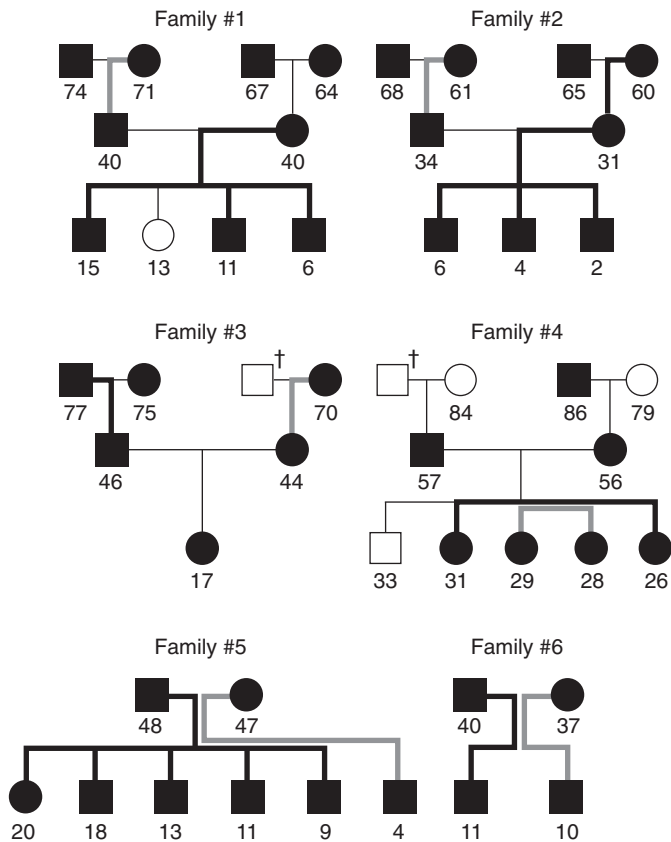 Family #1 Family #2
74 71 67 64 68 61 65 60
40 40 34 31
15 13 11 6 6 4 2
Family #3 Family #4
† †
77 75 70 84 86 79
46 44 57 56
17 33 31 29 28 26
Family #5 Family #6
48 47 40 37
20 18 13 11 9 4 11 10